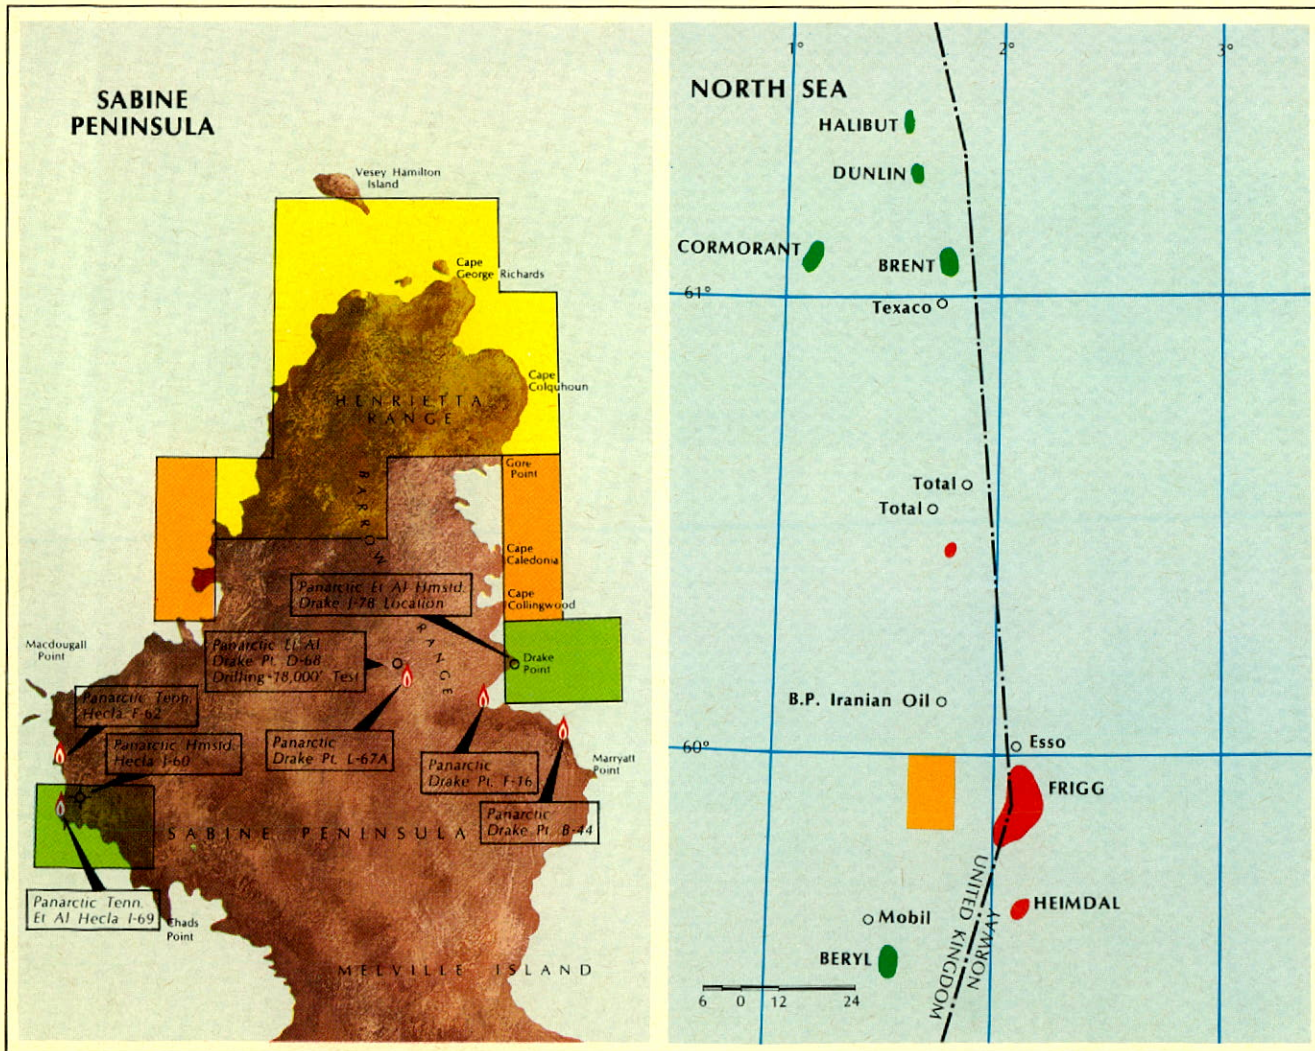 SABINE
PENINSULA
Vesey Hamilton
Island
Cape
George Richards
Cape
Colquhoun
HENRIETTA
RANGE
BARROW RANGE
Gore
Point
Cape
Caledonia
Cape
Collingwood
Panarctic Et Al Hmstd.
Drake J-78 Location
Macdougall
Point
Panarctic Et Al
Drake Pt. D-68
Drilling-18,000' Test
Drake
Point
Panarctic Tenn.
Hecla F-62
Panarctic Hmstd.
Hecla J-60
Panarctic
Drake Pt. L-67A
Panarctic
Drake Pt. F-16
Marryatt
Point
Panarctic
Drake Pt. B-44
SABINE PENINSULA
Panarctic Tenn.
Et Al Hecla I-69
Chads
Point
MELVILLE ISLAND
1° 2° 3°
NORTH SEA
HALIBUT
DUNLIN
CORMORANT
BRENT
61°
Texaco
Total
Total
B.P. Iranian Oil
60°
Esso
FRIGG
UNITED KINGDOM
NORWAY
HEIMDAL
Mobil
BERYL
6 0 12 24